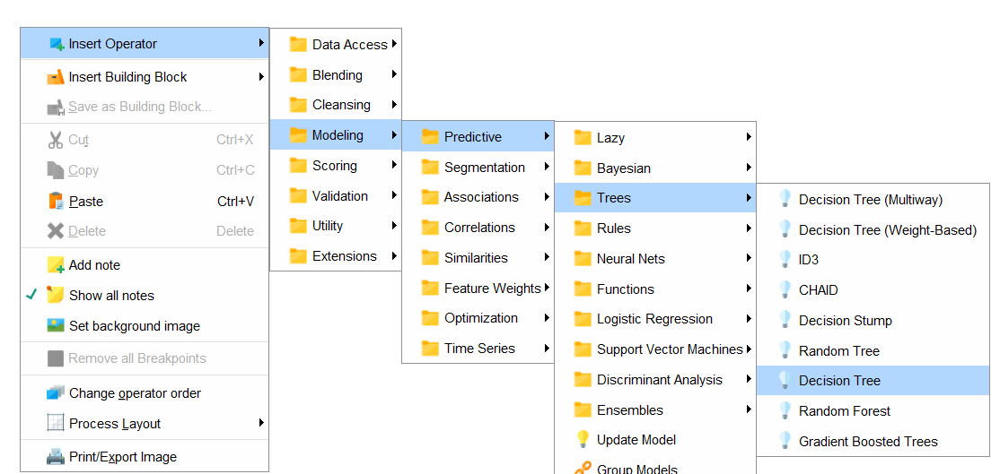 Insert Operator
Insert Building Block
Save as Building Block...
Cut Ctrl+X
Copy Ctrl+C
Paste Ctrl+V
Delete Delete
Add note
Show all notes
Set background image
Remove all Breakpoints
Change operator order
Process Layout
Print/Export Image
Data Access
Blending
Cleansing
Modeling
Scoring
Validation
Utility
Extensions
Predictive
Segmentation
Associations
Correlations
Similarities
Feature Weights
Optimization
Time Series
Lazy
Bayesian
Trees
Rules
Neural Nets
Functions
Logistic Regression
Support Vector Machines
Discriminant Analysis
Ensembles
Update Model
Group Models
Decision Tree (Multiway)
Decision Tree (Weight-Based)
ID3
CHAID
Decision Stump
Random Tree
Decision Tree
Random Forest
Gradient Boosted Trees